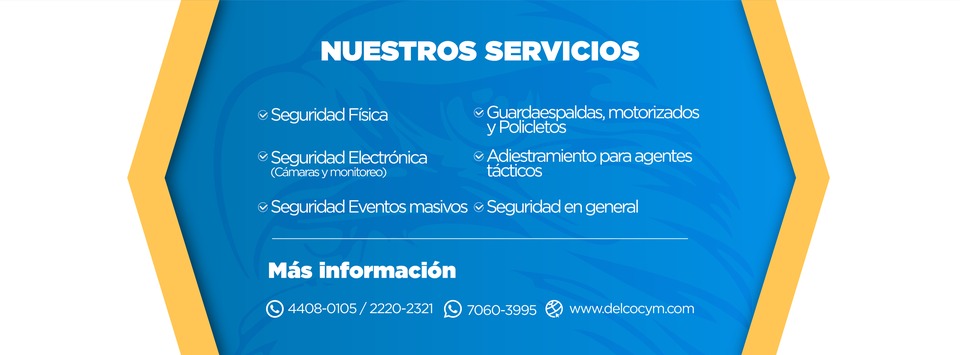 NUESTROS SERVICIOS
Seguridad Física
Guardaespaldas, motorizados
y Policletos
Seguridad Electrónica
(Cámaras y monitoreo)
Adiestramiento para agentes
tácticos
Seguridad Eventos masivos
Seguridad en general
Más información
4408-0105 / 2220-2321
7060-3995
www.delcocym.com